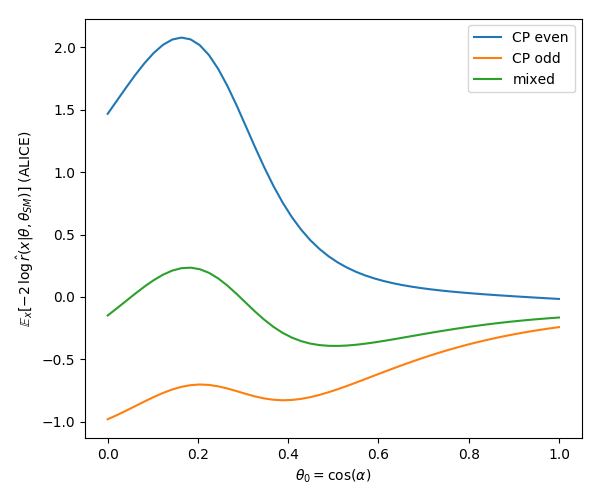 CP even
CP odd
mixed
2.0
1.5
1.0
0.5
0.0
−0.5
−1.0
0.0 0.2 0.4 0.6 0.8 1.0
θ₀ = cos(α)
𝔼ₓ[−2 log r̂(x|θ, θ_SM)] (ALICE)